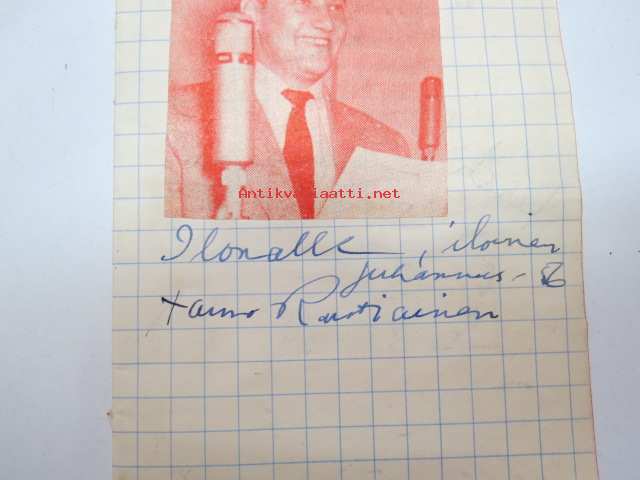 Antikvariaatti.net
Ilonalle, iloinen
Juhannus-
Tauno Rautiainen